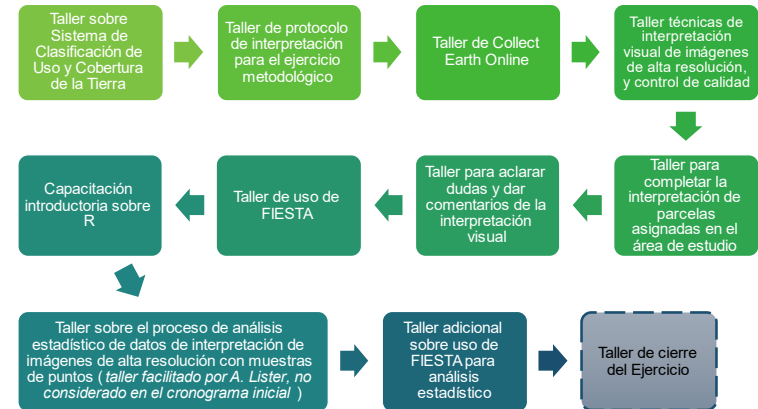 Taller sobre
Sistema de
Clasificación de
Uso y Cobertura
de la Tierra
Taller de protocolo
de interpretación
para el ejercicio
metodológico
Taller de Collect
Earth Online
Taller técnicas de
interpretación
visual de imágenes
de alta resolución,
y control de calidad
Taller para
completar la
interpretación de
parcelas
asignadas en el
área de estudio
Taller para aclarar
dudas y dar
comentarios de la
interpretación
visual
Taller de uso de
FIESTA
Capacitación
introductoria sobre
R
Taller sobre el proceso de análisis
estadístico de datos de interpretación de
imágenes de alta resolución con muestras
de puntos ( taller facilitado por A. Lister, no
considerado en el cronograma inicial )
Taller adicional
sobre uso de
FIESTA para
análisis
estadístico
Taller de cierre
del Ejercicio